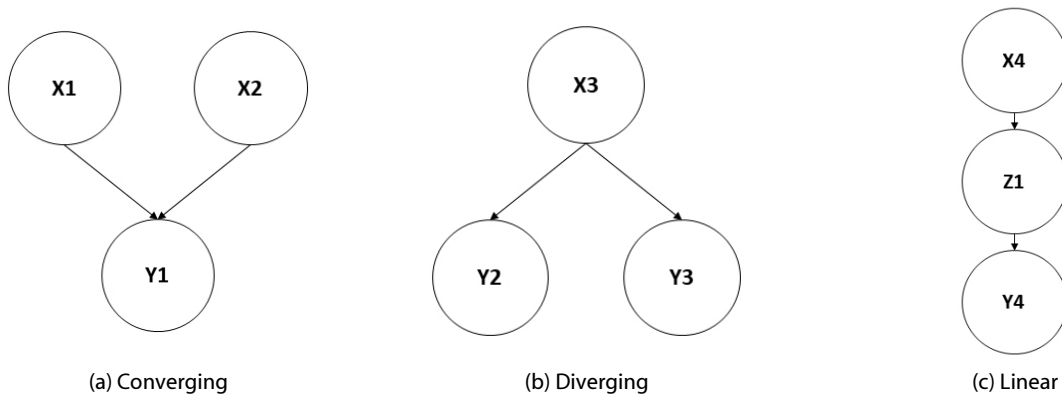 X1
X2
Y1
(a) Converging
X3
Y2
Y3
(b) Diverging
X4
Z1
Y4
(c) Linear